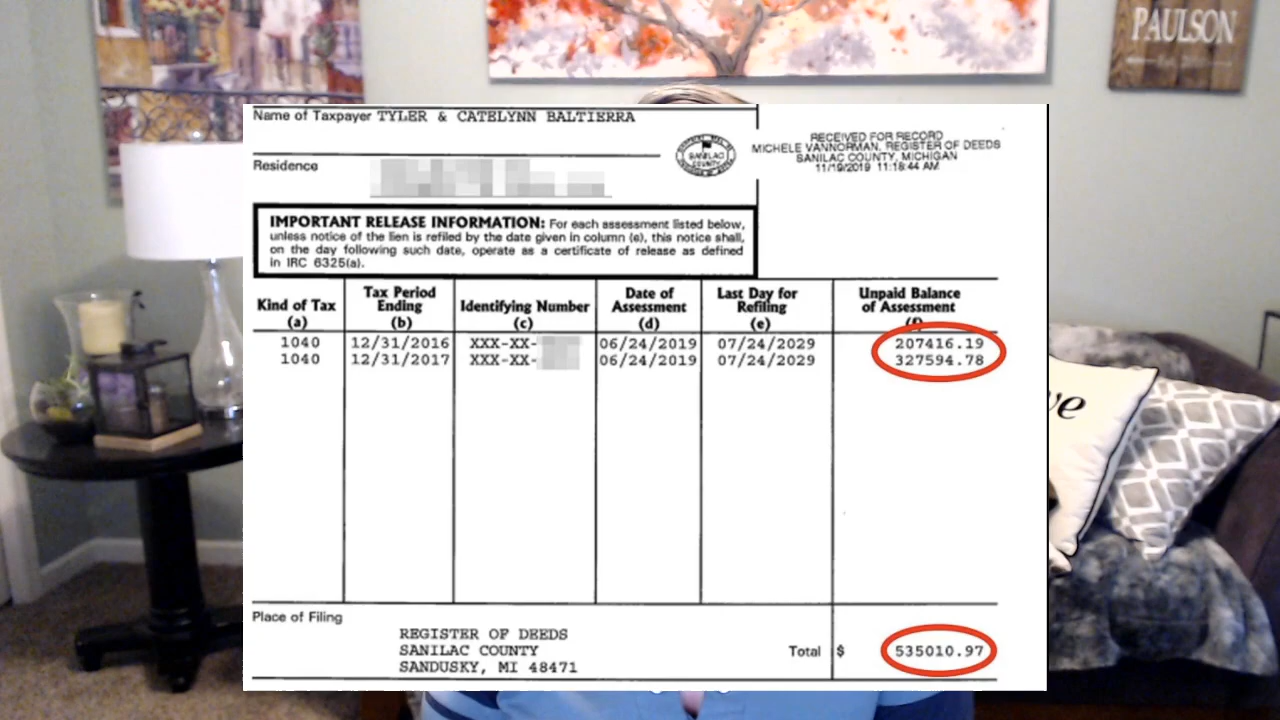 PAULSON
Name of Taxpayer TYLER & CATELYNN BALTIERRA
SANILAC
COUNTY
RECEIVED FOR RECORD
MICHELE VANNORMAN, REGISTER OF DEEDS
SANILAC COUNTY, MICHIGAN
11/19/2019 11:18:44 AM
Residence
IMPORTANT RELEASE INFORMATION: For each assessment listed below,
unless notice of the lien is refiled by the date given in column (e), this notice shall,
on the day following such date, operate as a certificate of release as defined
in IRC 6325(a).
Kind of Tax (a) Tax Period Ending (b) Identifying Number (c) Date of Assessment (d) Last Day for Refiling (e) Unpaid Balance of Assessment (f)
1040 12/31/2016 XXX-XX- 06/24/2019 07/24/2029 207416.19
1040 12/31/2017 XXX-XX- 06/24/2019 07/24/2029 327594.78
ve
Place of Filing
REGISTER OF DEEDS
SANILAC COUNTY
SANDUSKY, MI 48471
Total $ 535010.97